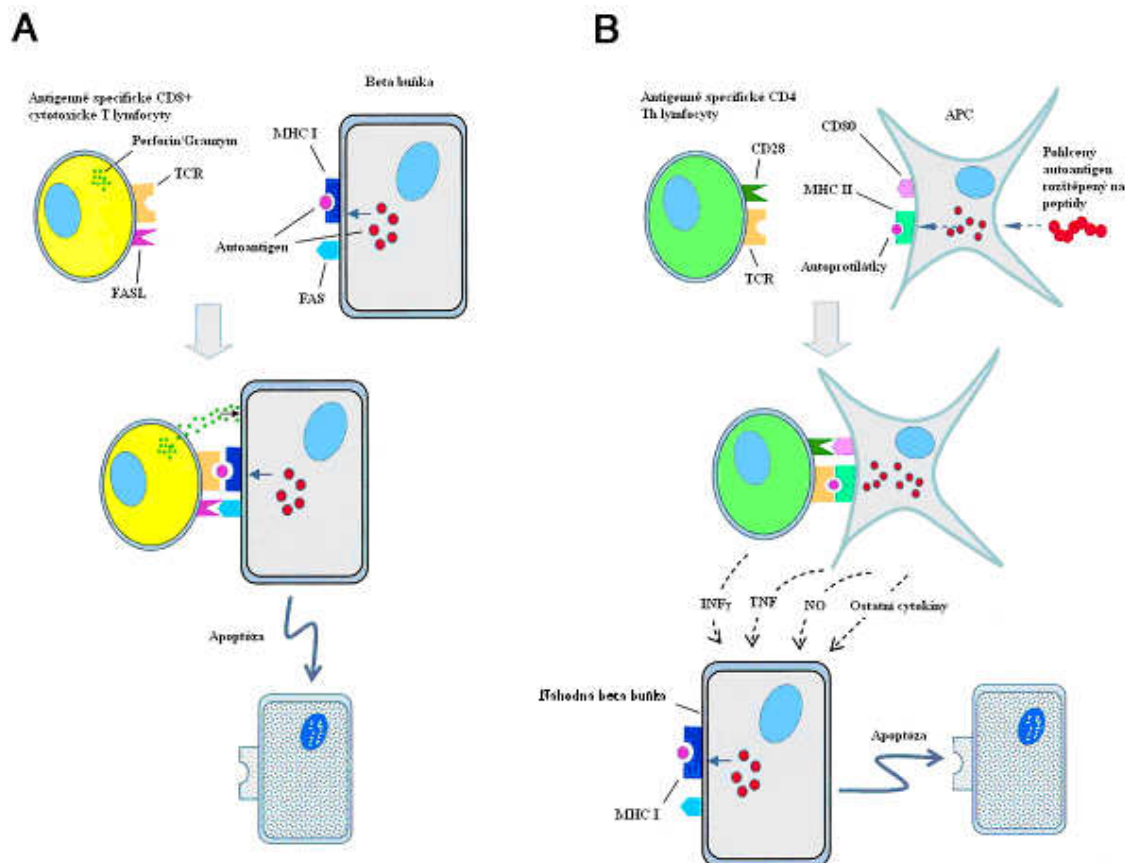 A
Antigenně specifické CD8+
cytotoxické T lymfocyty
Perforin/Granzym
TCR
FASL
Beta buňka
MHC I
Autoantigen
FAS
Apoptóza
B
Antigenně specifické CD4
Th lymfocyty
CD28
TCR
APC
CD80
MHC II
Autoprotilátky
Pohlcený
autoantigen
rozštěpený na
peptidy
INFγ
TNF
NO
Ostatní cytokiny
Náhodná beta buňka
MHC I
Apoptóza